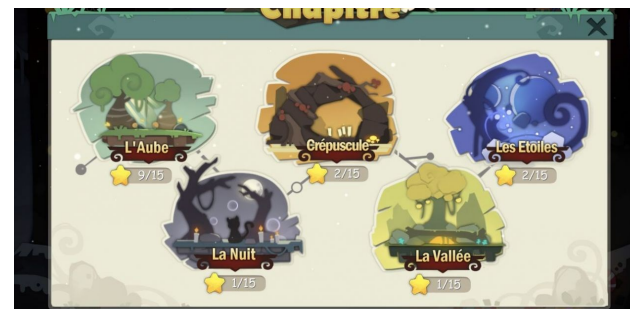 Chapitre
L'Aube
9/15
Crépuscule
2/15
Les Etoiles
2/15
La Nuit
1/15
La Vallée
1/15